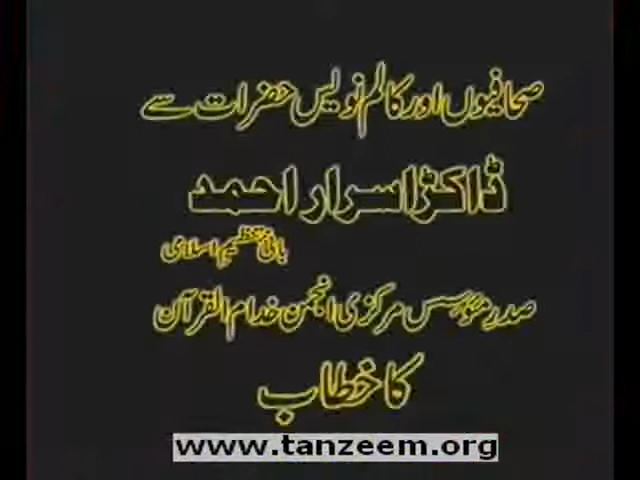 صحافیوں اور کالم نویس حضرات سے
ڈاکٹر اسرار احمد
بانی تنظیم اسلامی
صدر مؤسس مرکزی انجمن خدام القرآن
کا خطاب
www.tanzeem.org